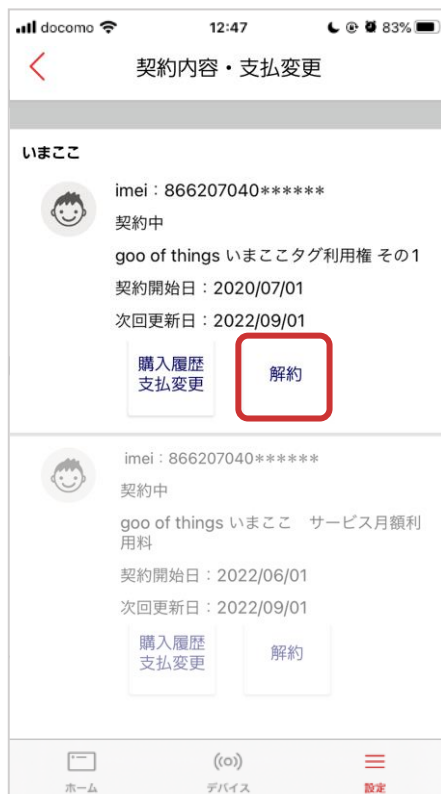 docomo 12:47 83%
契約内容・支払変更
いまここ
imei：866207040******
契約中
goo of things いまここタグ利用権 その1
契約開始日：2020/07/01
次回更新日：2022/09/01
購入履歴
支払変更
解約
imei：866207040******
契約中
goo of things いまここ　サービス月額利
用料
契約開始日：2022/06/01
次回更新日：2022/09/01
購入履歴
支払変更
解約
ホーム
デバイス
設定